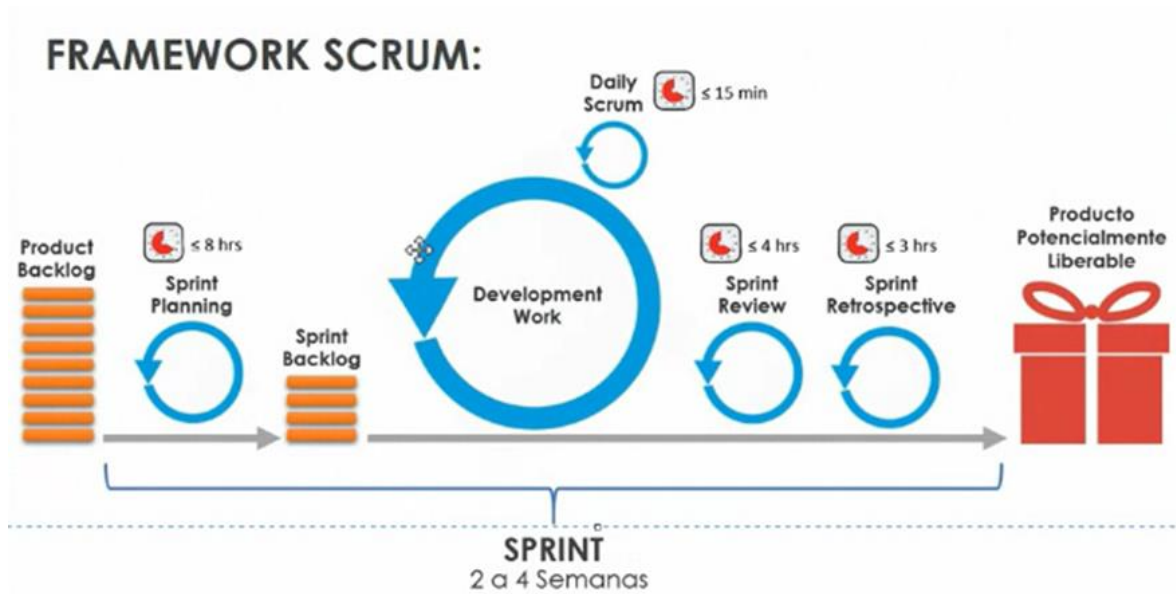 FRAMEWORK SCRUM:
Daily
Scrum
≤ 15 min
Product
Backlog
≤ 8 hrs
Sprint
Planning
Sprint
Backlog
Development
Work
≤ 4 hrs
Sprint
Review
≤ 3 hrs
Sprint
Retrospective
Producto
Potencialmente
Liberable
SPRINT
2 a 4 Semanas